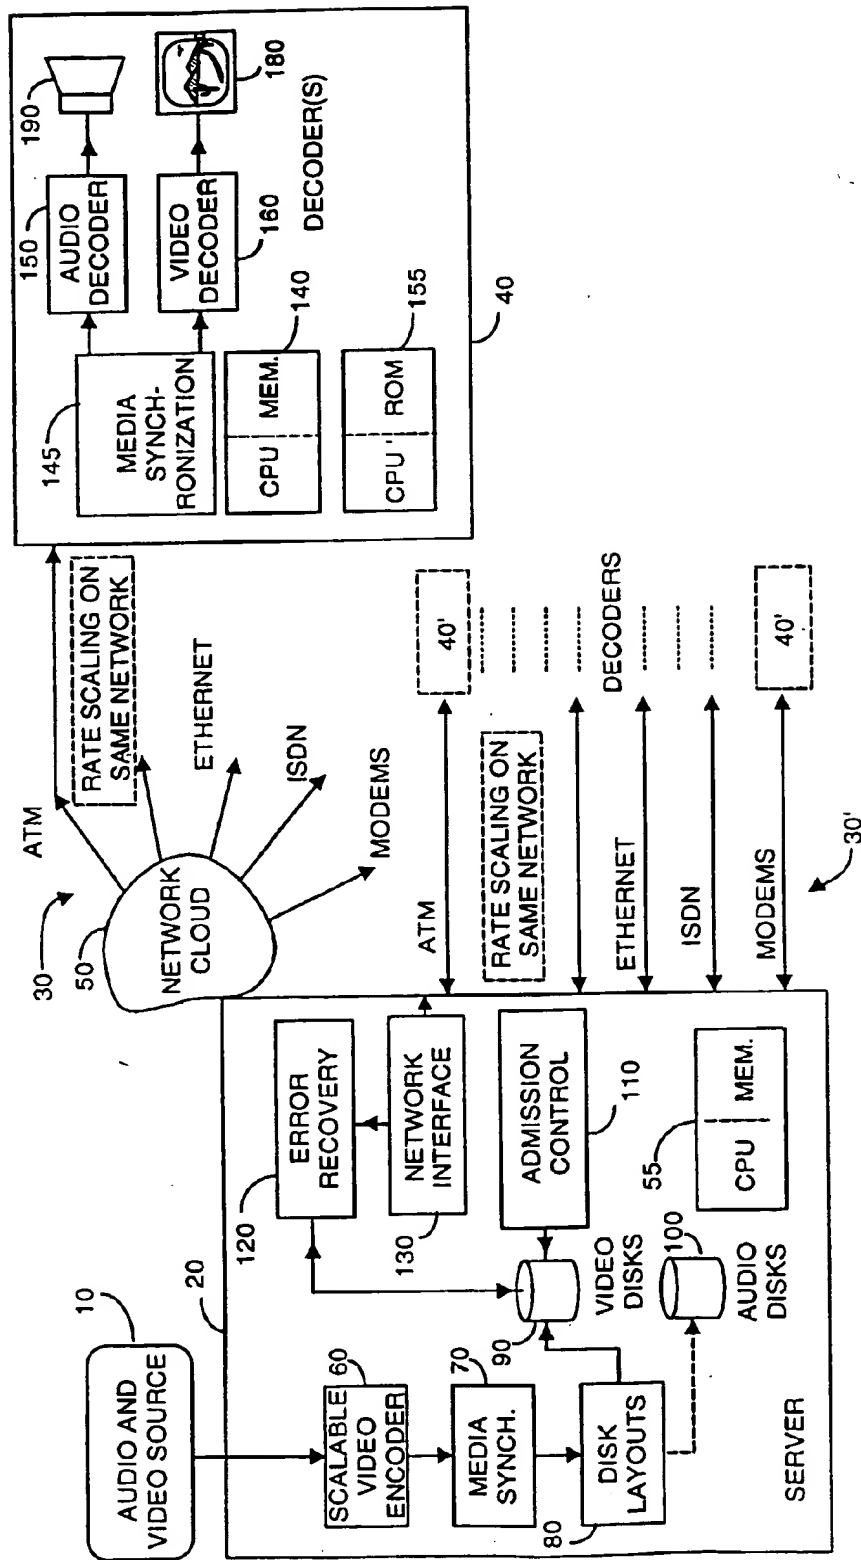 10
AUDIO AND
VIDEO SOURCE
20
60
SCALABLE
VIDEO
ENCODER
70
MEDIA
SYNCH.
DISK
LAYOUTS
80
SERVER
120
ERROR
RECOVERY
NETWORK
INTERFACE
130
90
VIDEO
DISKS
100
AUDIO
DISKS
ADMISSION
CONTROL
110
55
CPU
MEM.
30
50
NETWORK
CLOUD
ATM
RATE SCALING ON
SAME NETWORK
ETHERNET
ISDN
MODEMS
ATM
RATE SCALING ON
SAME NETWORK
ETHERNET
ISDN
MODEMS
30'
40'
DECODERS
40'
145
MEDIA
SYNCH-
RONIZATION
150
AUDIO
DECODER
190
VIDEO
DECODER
160
180
DECODER(S)
CPU
MEM.
140
CPU'
ROM
155
40